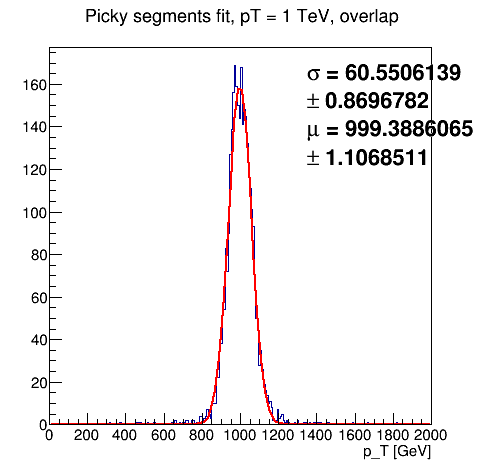 Picky segments fit, pT = 1 TeV, overlap
σ = 60.5506139
± 0.8696782
μ = 999.3886065
± 1.1068511
160
140
120
100
80
60
40
20
0
0 200 400 600 800 1000 1200 1400 1600 1800 2000
p_T [GeV]